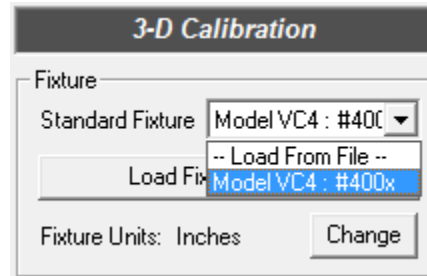 3-D Calibration
Fixture
Standard Fixture Model VC4 : #400
-- Load From File --
Load Fix Model VC4 : #400x
Fixture Units: Inches Change